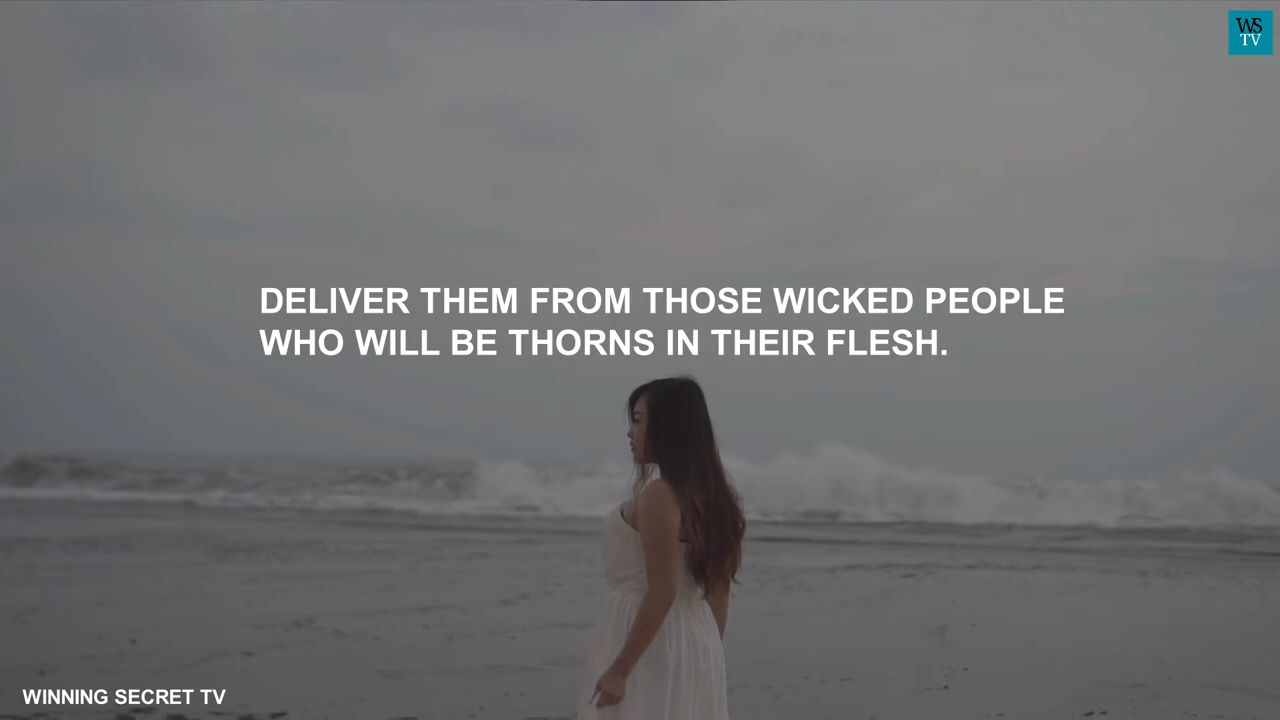 WS
TV
DELIVER THEM FROM THOSE WICKED PEOPLE
WHO WILL BE THORNS IN THEIR FLESH.
WINNING SECRET TV